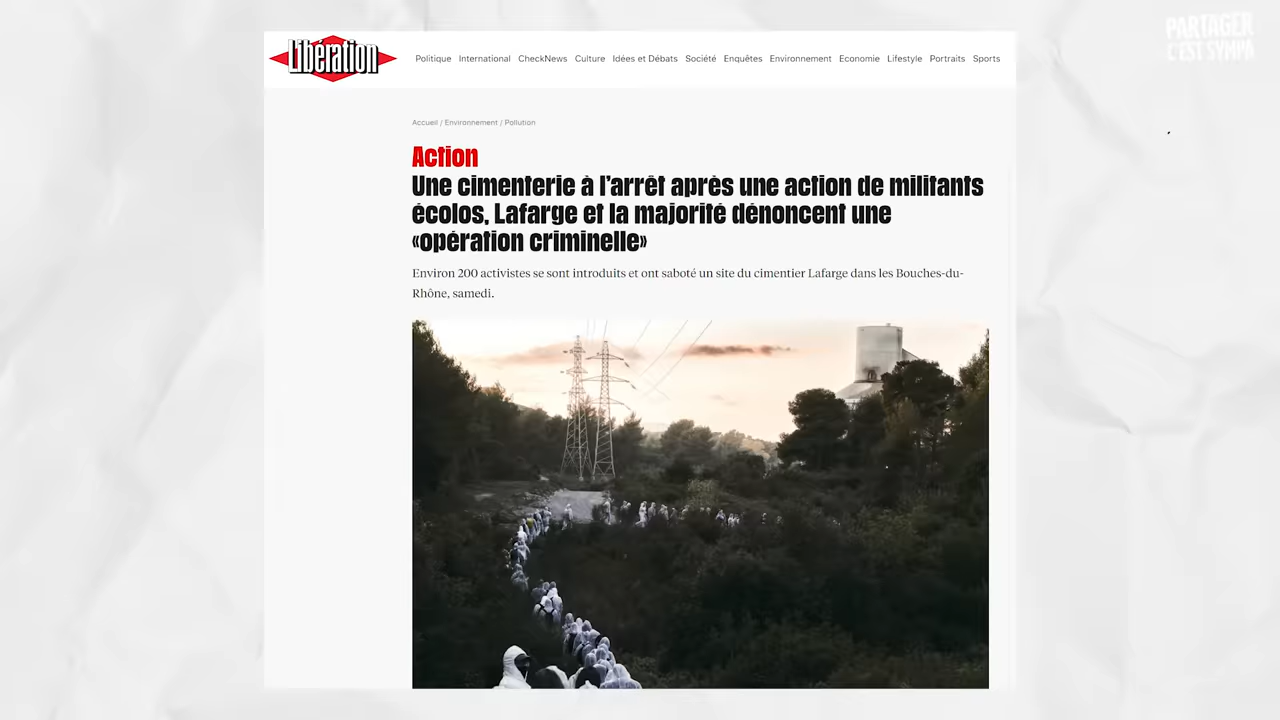 PARTAGER
C'EST SYMPA
Libération
Politique International CheckNews Culture Idées et Débats Société Enquêtes Environnement Economie Lifestyle Portraits Sports
Accueil / Environnement / Pollution
Action
Une cimenterie à l’arrêt après une action de militants
écolos, Lafarge et la majorité dénoncent une
«opération criminelle»
Environ 200 activistes se sont introduits et ont saboté un site du cimentier Lafarge dans les Bouches-du-
Rhône, samedi.